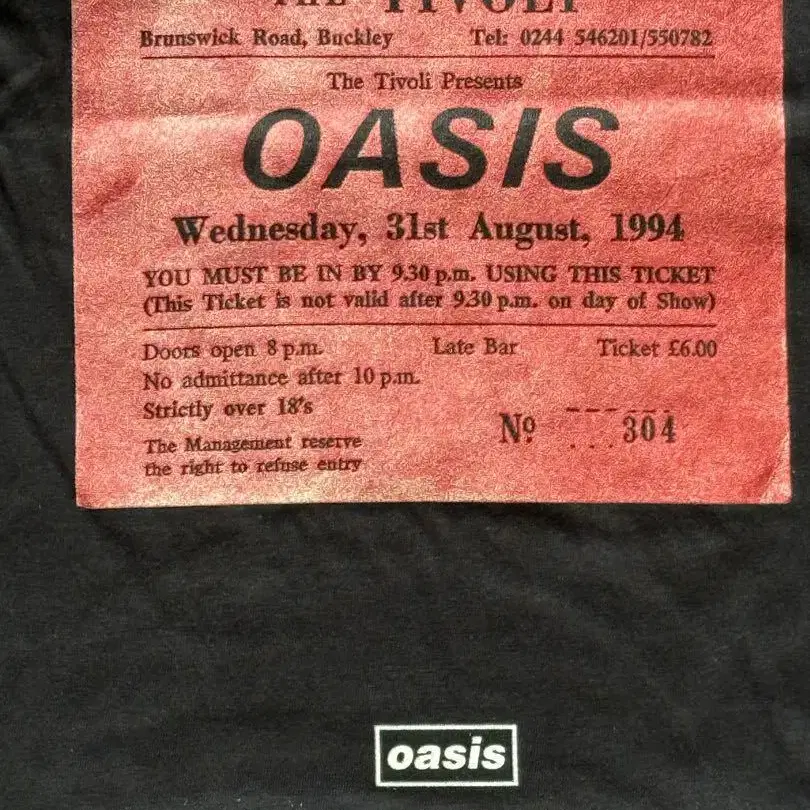 THE TIVOLI
Brunswick Road, Buckley Tel: 0244 546201/550782
The Tivoli Presents
OASIS
Wednesday, 31st August, 1994
YOU MUST BE IN BY 9.30 p.m. USING THIS TICKET
(This Ticket is not valid after 9.30 p.m. on day of Show)
Doors open 8 p.m. Late Bar Ticket £6.00
No admittance after 10 p.m.
Strictly over 18's
Nº 304
The Management reserve
the right to refuse entry
oasis